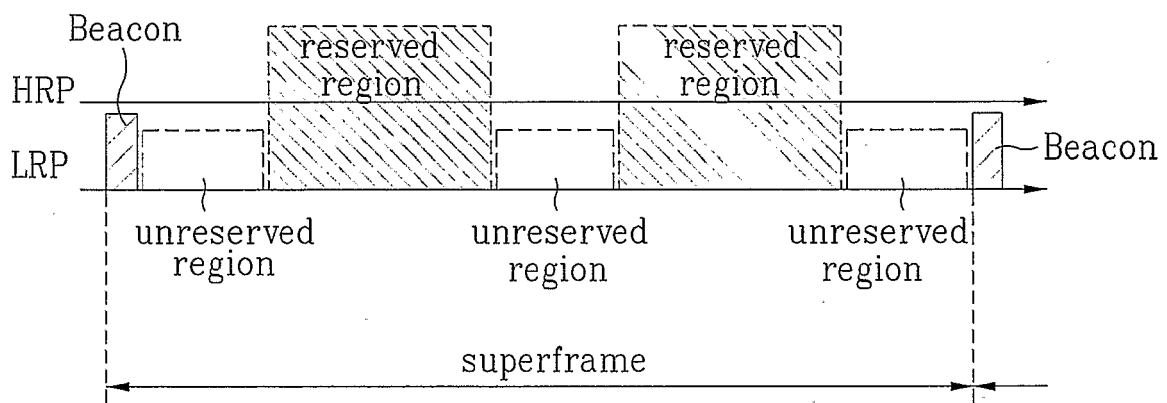 Beacon
reserved
region
reserved
region
HRP
LRP
Beacon
unreserved
region
unreserved
region
unreserved
region
superframe